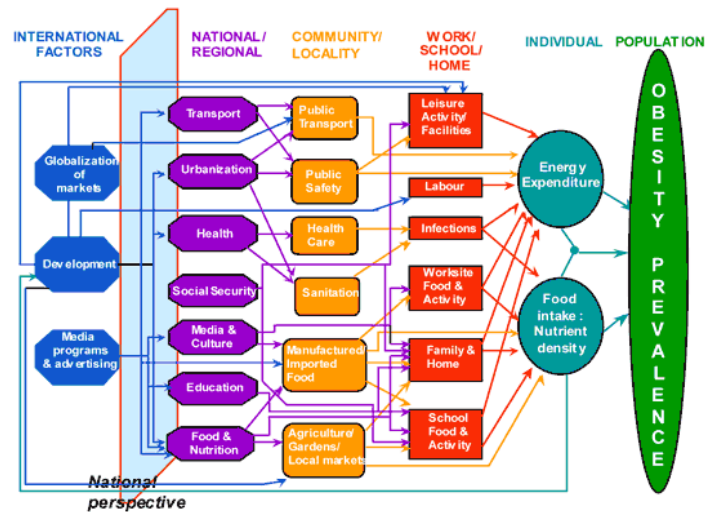 INTERNATIONAL
FACTORS
NATIONAL/
REGIONAL
COMMUNITY/
LOCALITY
WORK/
SCHOOL/
HOME
INDIVIDUAL
POPULATION
Globalization
of
markets
Development
Media
programs
& advertising
Transport
Urbanization
Health
Social Security
Media &
Culture
Education
Food &
Nutrition
National
perspective
Public
Transport
Public
Safety
Health
Care
Sanitation
Manufactured/
Imported
Food
Agriculture/
Gardens/
Local markets
Leisure
Activity/
Facilities
Labour
Infections
Worksite
Food &
Activity
Family &
Home
School
Food &
Activity
Energy
Expenditure
Food
intake :
Nutrient
density
OBESITY PREVALENCE